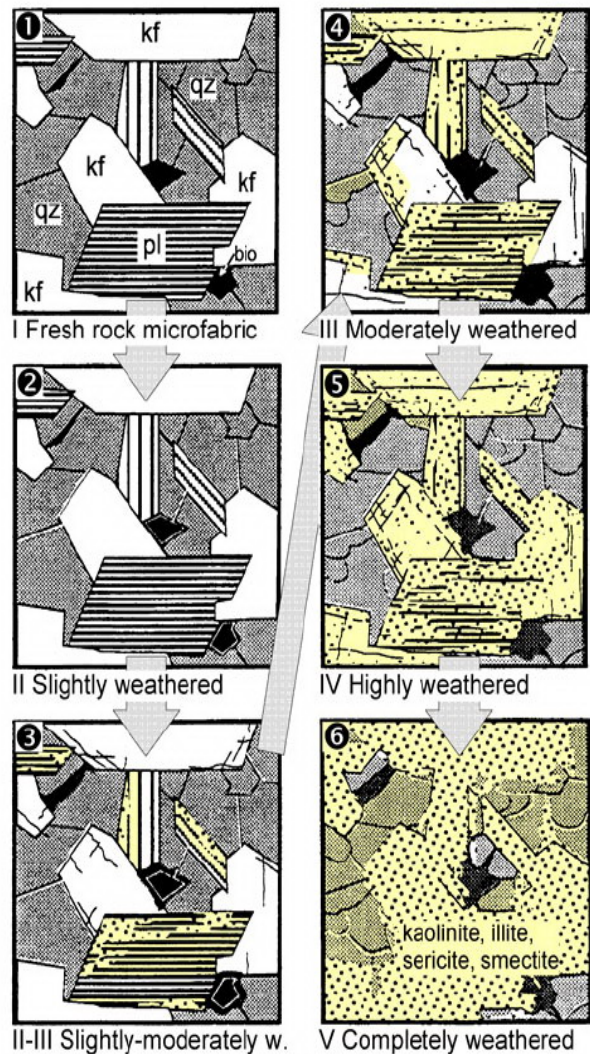 1
kf
qz
kf
kf
qz
pl
bio
kf
I Fresh rock microfabric
2
II Slightly weathered
3
II-III Slightly-moderately w.
4
III Moderately weathered
5
IV Highly weathered
6
kaolinite, illite,
sericite, smectite
V Completely weathered